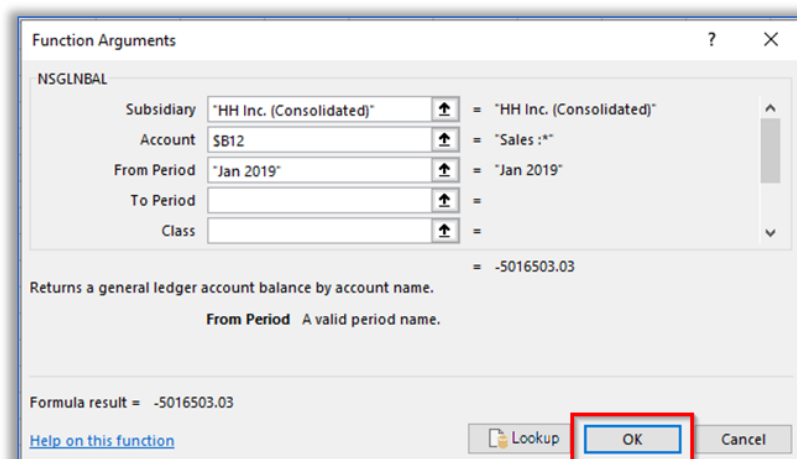 Function Arguments ? ×
NSGLNBAL
Subsidiary "HH Inc. (Consolidated)" = "HH Inc. (Consolidated)"
Account $B12 = "Sales :*"
From Period "Jan 2019" = "Jan 2019"
To Period =
Class =
= -5016503.03
Returns a general ledger account balance by account name.
From Period A valid period name.
Formula result = -5016503.03
Help on this function Lookup OK Cancel